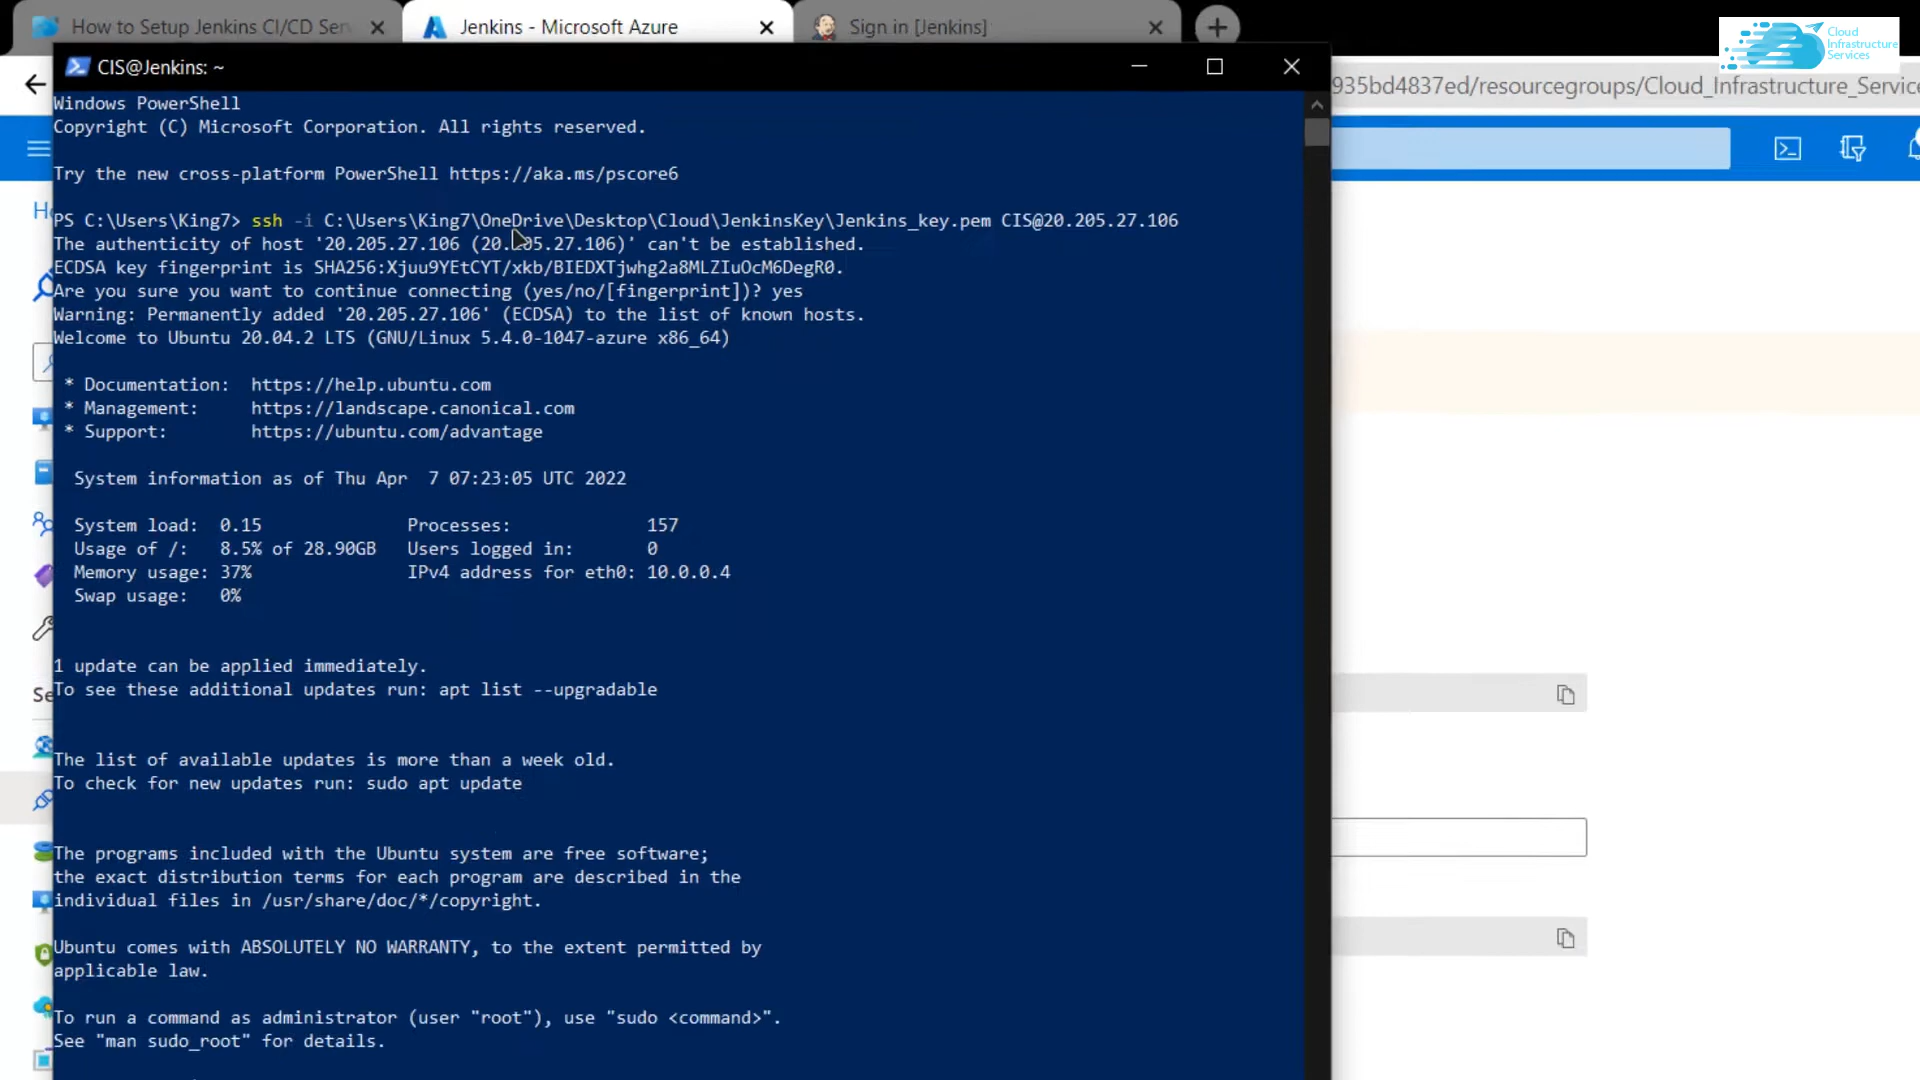 How to Setup Jenkins CI/CD Ser
Jenkins - Microsoft Azure
Sign in [Jenkins]
Cloud
Infrastructure
Services
CIS@Jenkins: ~
935bd4837ed/resourcegroups/Cloud_Infrastructure_Service
Windows PowerShell
Copyright (C) Microsoft Corporation. All rights reserved.
Try the new cross-platform PowerShell https://aka.ms/pscore6
PS C:\Users\King7> ssh -i C:\Users\King7\OneDrive\Desktop\Cloud\JenkinsKey\Jenkins_key.pem CIS@20.205.27.106
The authenticity of host '20.205.27.106 (20.205.27.106)' can't be established.
ECDSA key fingerprint is SHA256:Xjuu9YEtCYT/xkb/BIEDXTjwhg2a8MLZIuOcM6DegR0.
Are you sure you want to continue connecting (yes/no/[fingerprint])? yes
Warning: Permanently added '20.205.27.106' (ECDSA) to the list of known hosts.
Welcome to Ubuntu 20.04.2 LTS (GNU/Linux 5.4.0-1047-azure x86_64)
* Documentation: https://help.ubuntu.com
* Management: https://landscape.canonical.com
* Support: https://ubuntu.com/advantage
System information as of Thu Apr 7 07:23:05 UTC 2022
System load: 0.15 Processes: 157
Usage of /: 8.5% of 28.90GB Users logged in: 0
Memory usage: 37% IPv4 address for eth0: 10.0.0.4
Swap usage: 0%
1 update can be applied immediately.
To see these additional updates run: apt list --upgradable
The list of available updates is more than a week old.
To check for new updates run: sudo apt update
The programs included with the Ubuntu system are free software;
the exact distribution terms for each program are described in the
individual files in /usr/share/doc/*/copyright.
Ubuntu comes with ABSOLUTELY NO WARRANTY, to the extent permitted by
applicable law.
To run a command as administrator (user "root"), use "sudo <command>".
See "man sudo_root" for details.